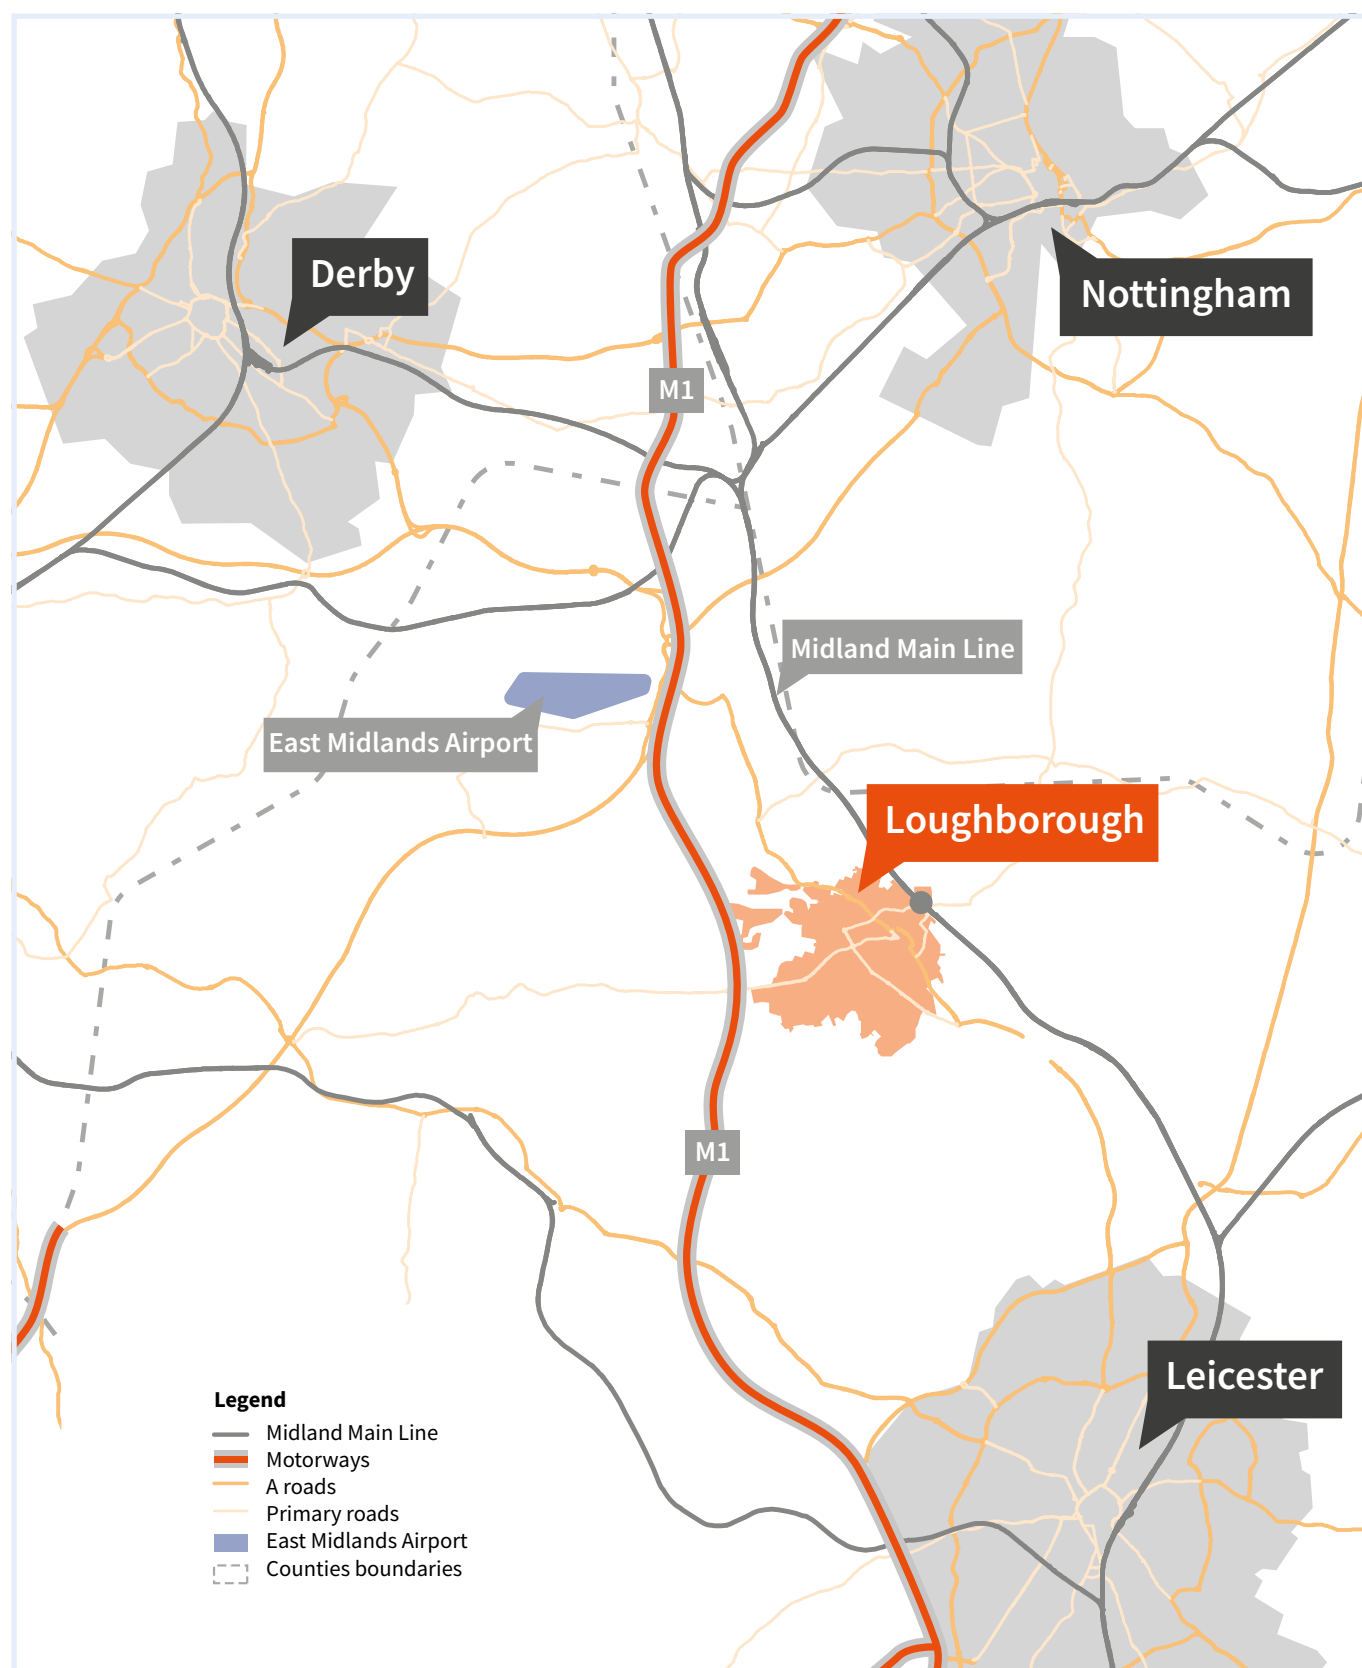 Derby
Nottingham
M1
Midland Main Line
East Midlands Airport
Loughborough
M1
Leicester
Legend
Midland Main Line
Motorways
A roads
Primary roads
East Midlands Airport
Counties boundaries